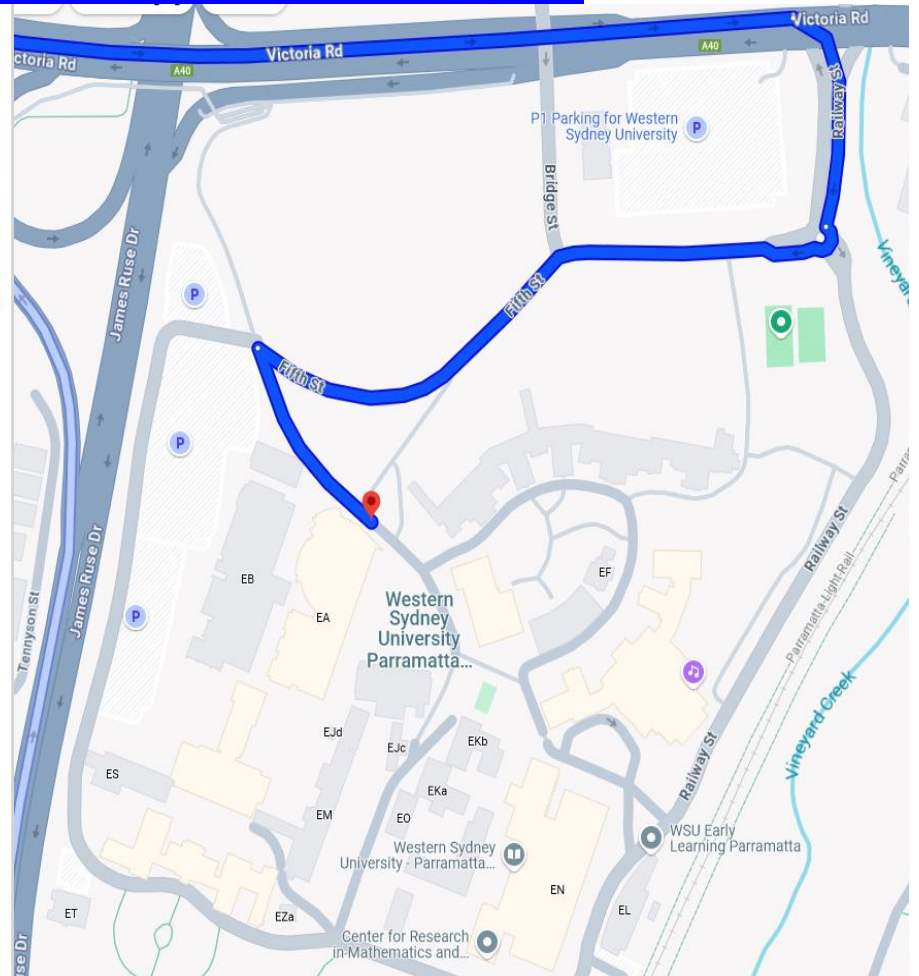 Victoria Rd
ctoria Rd
Victoria Rd
A40
A40
P1 Parking for Western
Sydney University
P
Railway St
Bridge St
James Ruse Dr
P
Fifth St
Fifth St
Vineyard
P
James Ruse Dr
Tennyson St
P
EB
EA
EF
Western
Sydney
University
Parramatta...
Railway St
Parramatta Light Rail
Parra
Vineyard Creek
EJd
EJc
EKb
EKa
EO
EM
ES
Railway St
WSU Early
Learning Parramatta
Western Sydney
University - Parramatta...
EN
EL
ET
EZa
Center for Research
in Mathematics and...
se Dr